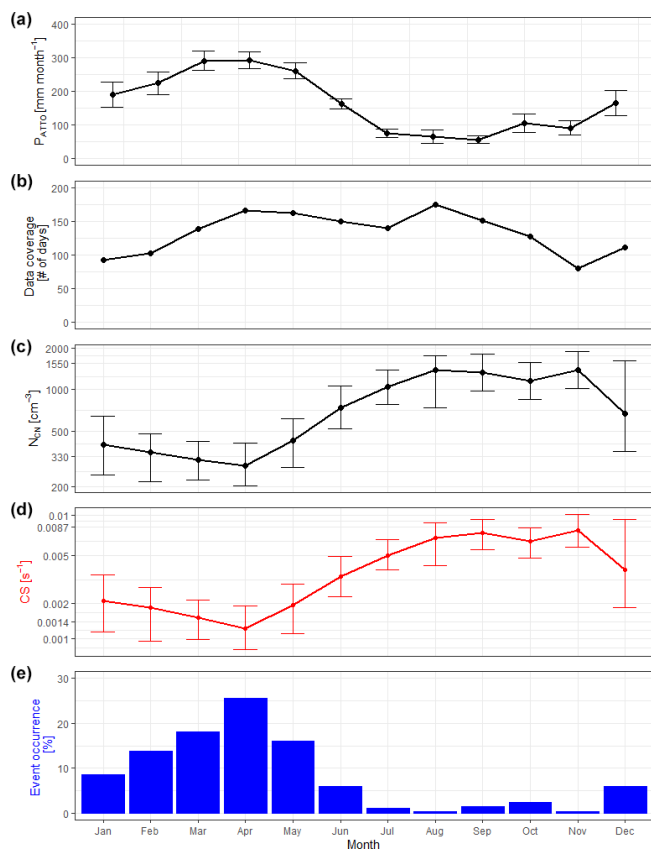 (a)
P_ATTO [mm month⁻¹]
400
300
200
100
0
(b)
Data coverage
[# of days]
200
150
100
50
0
(c)
N_CN [cm⁻³]
2000
1550
1000
500
330
200
(d)
CS [s⁻¹]
0.01
0.0087
0.005
0.002
0.0014
0.001
(e)
Event occurrence
[%]
30
20
10
0
Jan Feb Mar Apr May Jun Jul Aug Sep Oct Nov Dec
Month